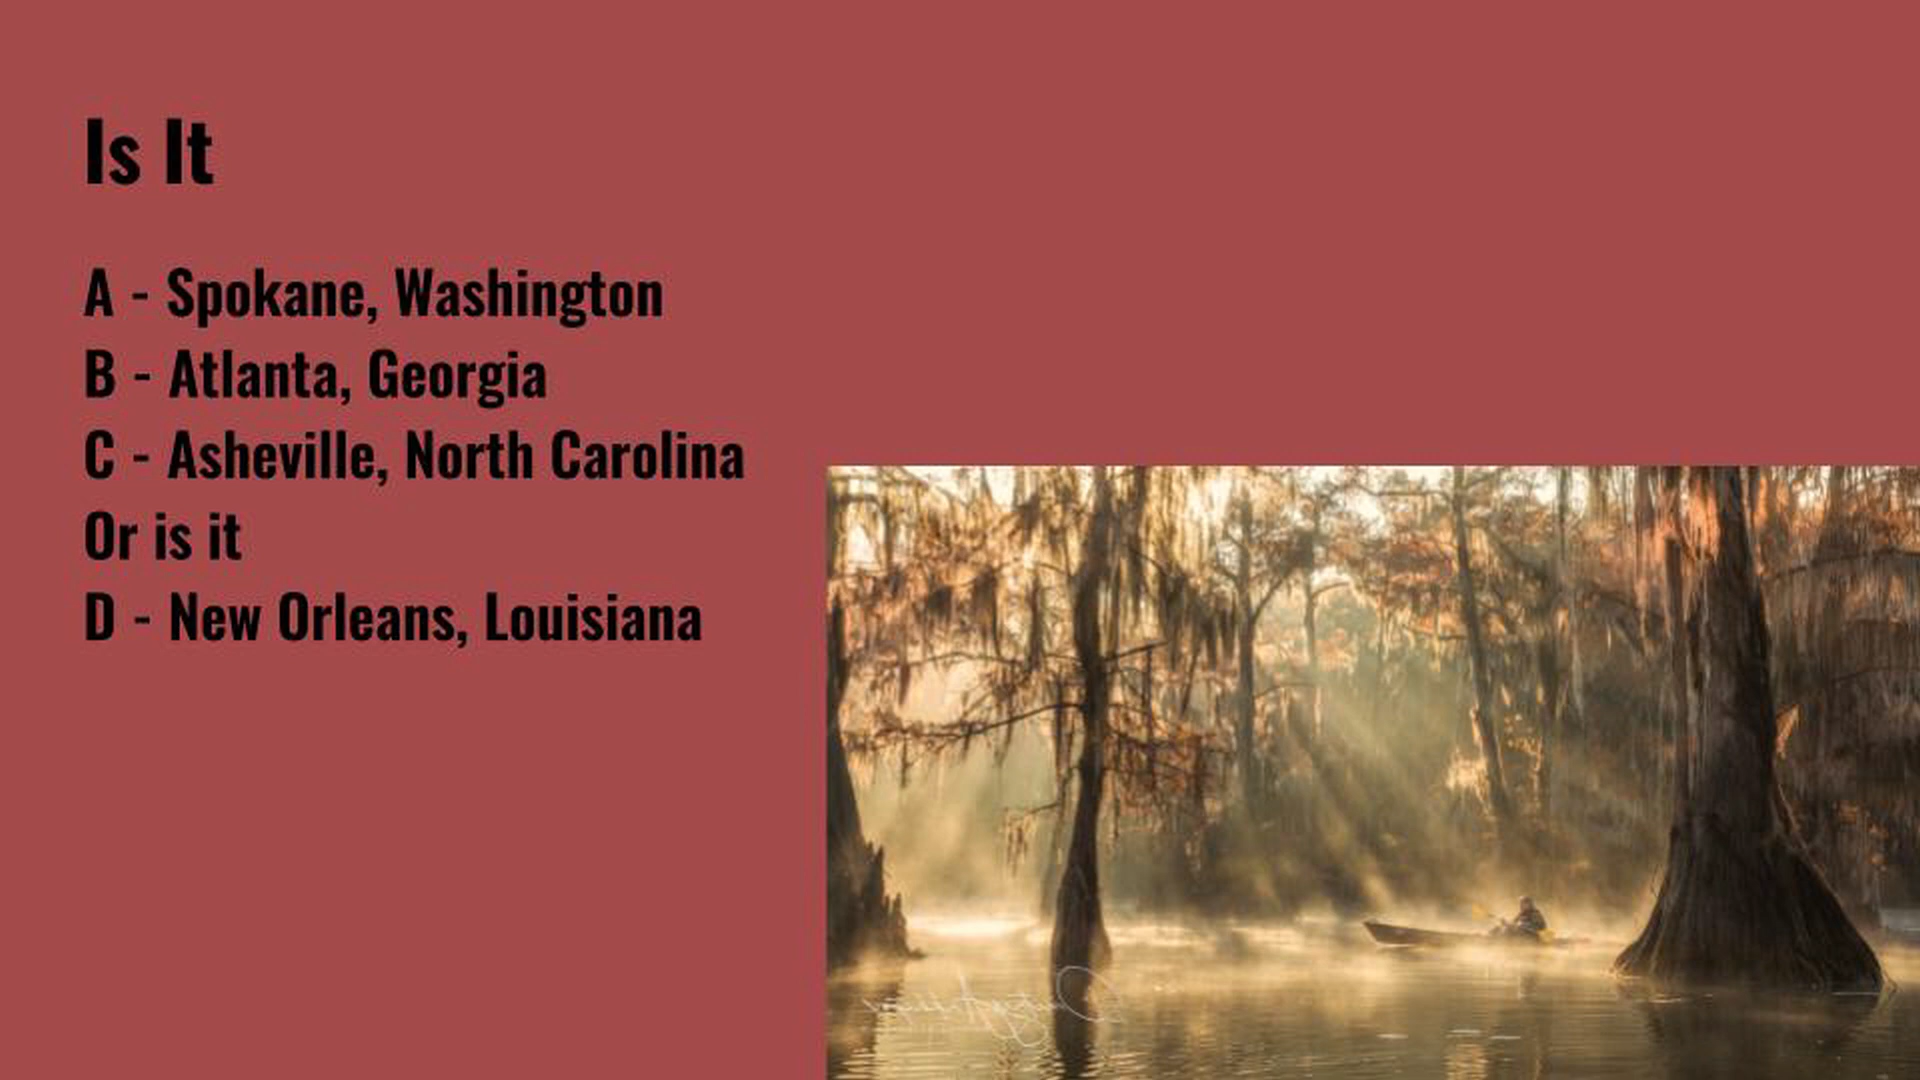 Is It
A - Spokane, Washington
B - Atlanta, Georgia
C - Asheville, North Carolina
Or is it
D - New Orleans, Louisiana